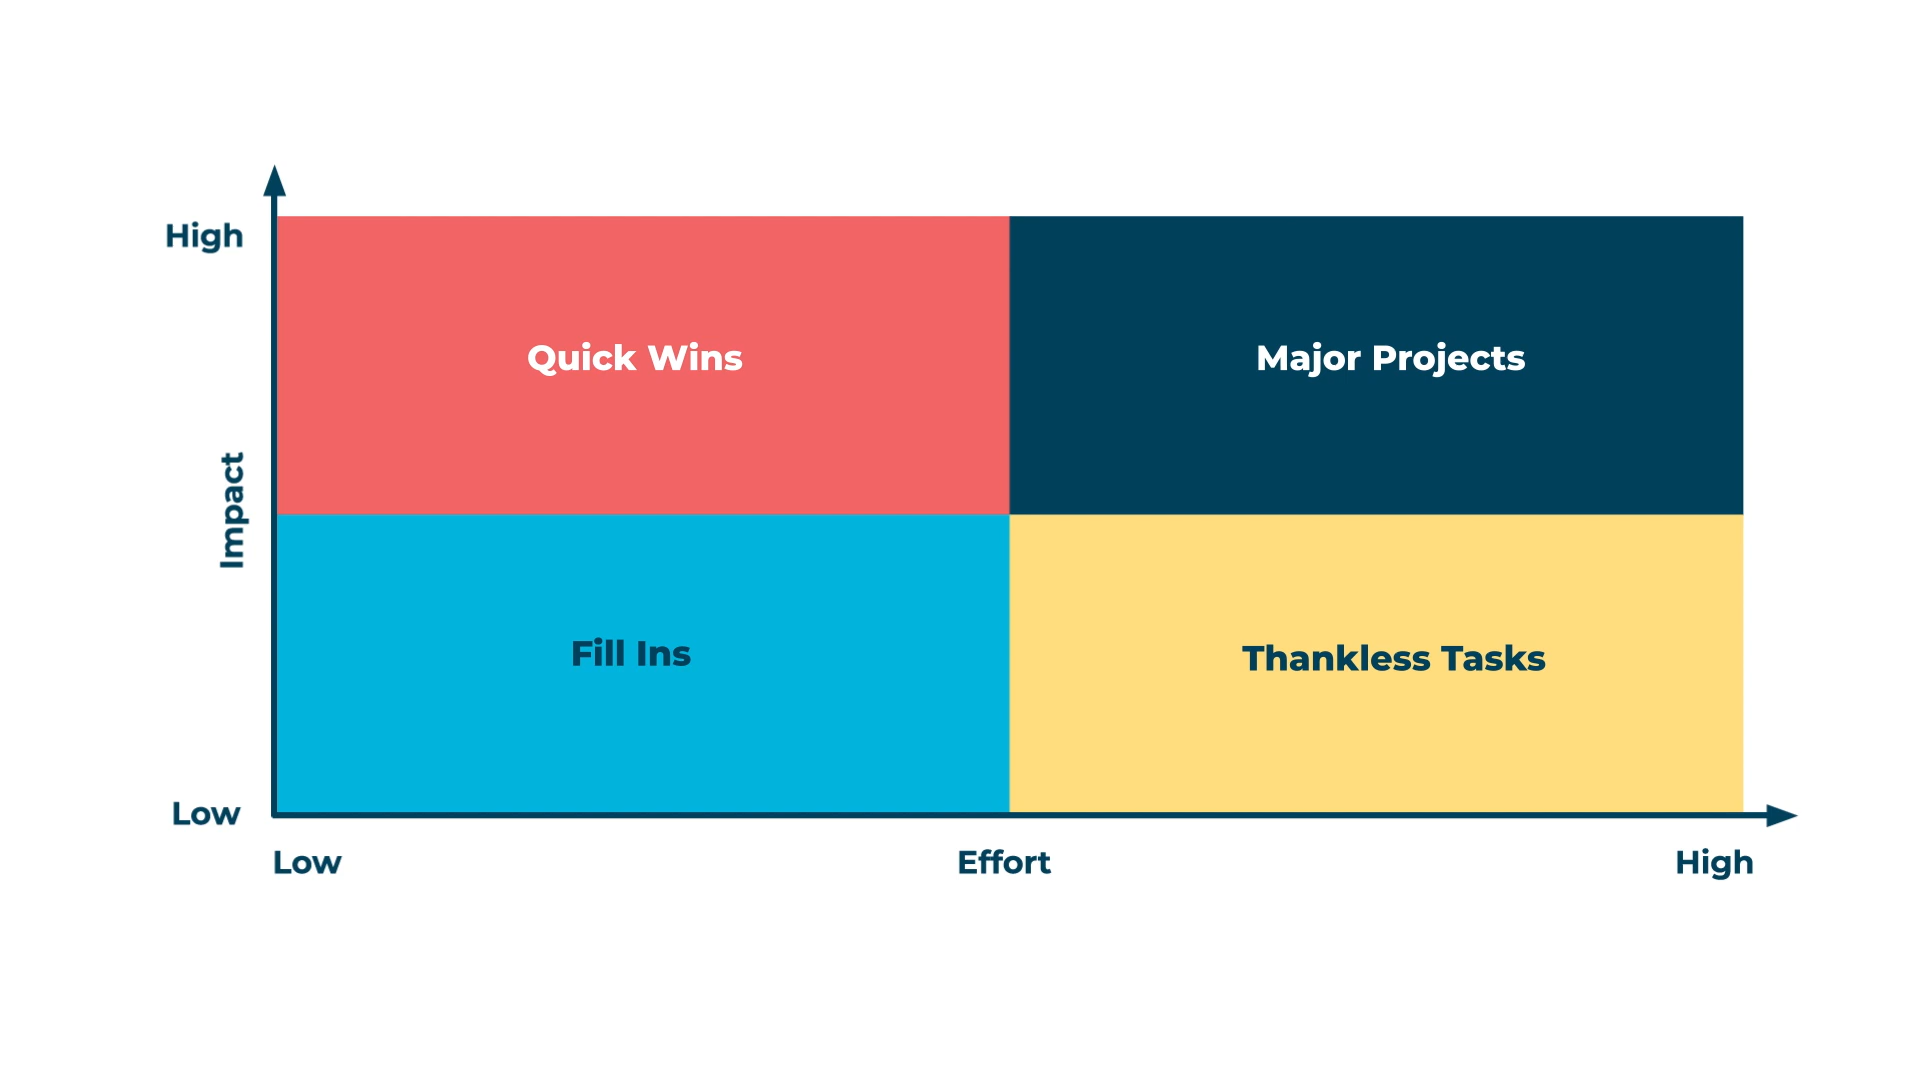 High
Quick Wins
Major Projects
Impact
Fill Ins
Thankless Tasks
Low
Low
Effort
High